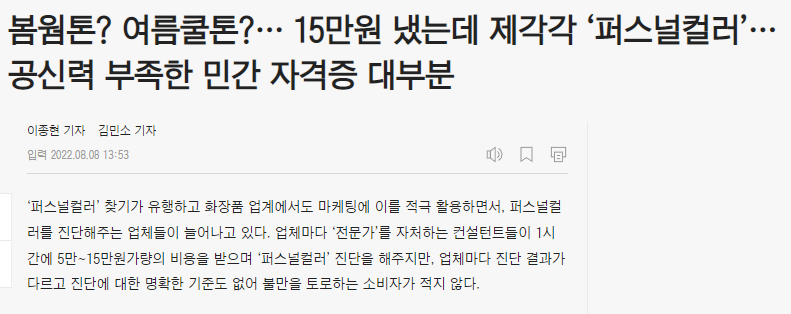 봄웜톤? 여름쿨톤?… 15만원 냈는데 제각각 ‘퍼스널컬러’…
공신력 부족한 민간 자격증 대부분
이종현 기자 김민소 기자
입력 2022.08.08 13:53
‘퍼스널컬러’ 찾기가 유행하고 화장품 업계에서도 마케팅에 이를 적극 활용하면서, 퍼스널컬
러를 진단해주는 업체들이 늘어나고 있다. 업체마다 ‘전문가’를 자처하는 컨설턴트들이 1시
간에 5만~15만원가량의 비용을 받으며 ‘퍼스널컬러’ 진단을 해주지만, 업체마다 진단 결과가
다르고 진단에 대한 명확한 기준도 없어 불만을 토로하는 소비자가 적지 않다.